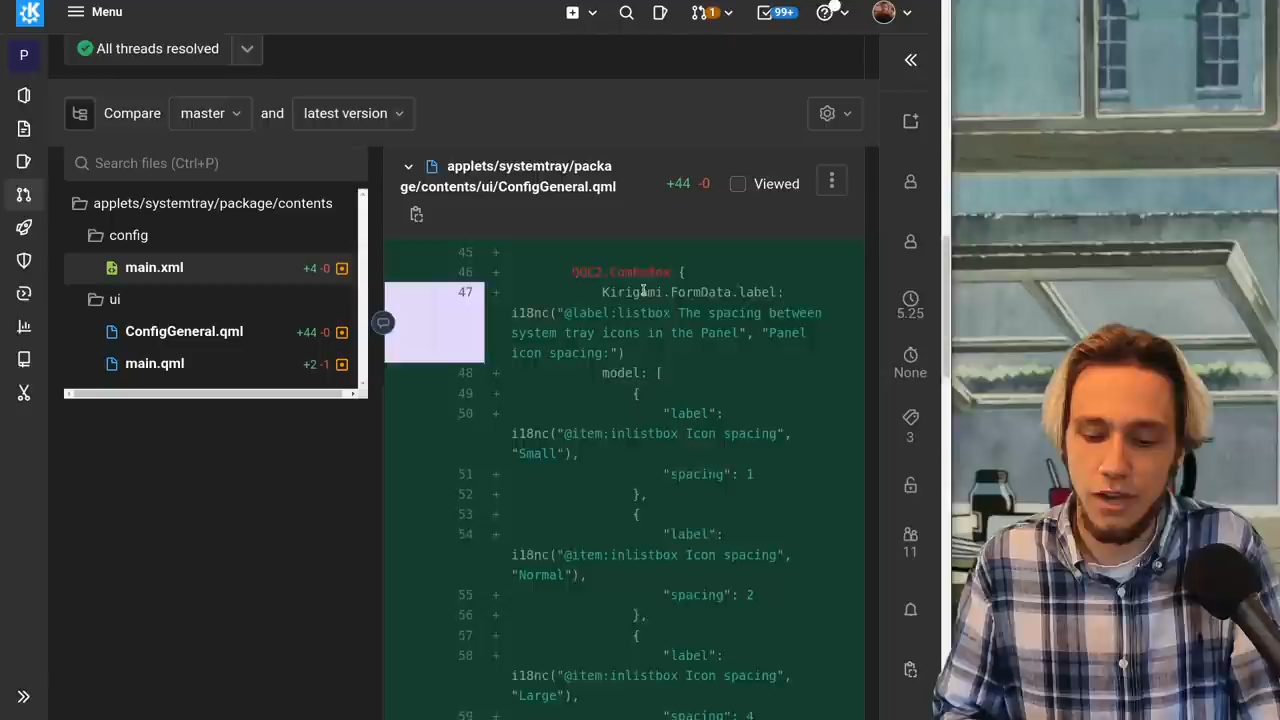 Menu
1
99+
P
All threads resolved
Compare master and latest version
Search files (Ctrl+P)
applets/systemtray/package/contents
config
main.xml +4 -0
ui
ConfigGeneral.qml +44 -0
main.qml +2 -1
applets/systemtray/packa
ge/contents/ui/ConfigGeneral.qml
+44 -0 Viewed
45 +
46 + QQC2.ComboBox {
47 + Kirigami.FormData.label:
i18nc("@label:listbox The spacing between
system tray icons in the Panel", "Panel
icon spacing:")
48 + model: [
49 + {
50 + "label":
i18nc("@item:inlistbox Icon spacing",
"Small"),
51 + "spacing": 1
52 + },
53 + {
54 + "label":
i18nc("@item:inlistbox Icon spacing",
"Normal"),
55 + "spacing": 2
56 + },
57 + {
58 + "label":
i18nc("@item:inlistbox Icon spacing",
"Large"),
59 + "spacing": 4
5.25
None
3
11